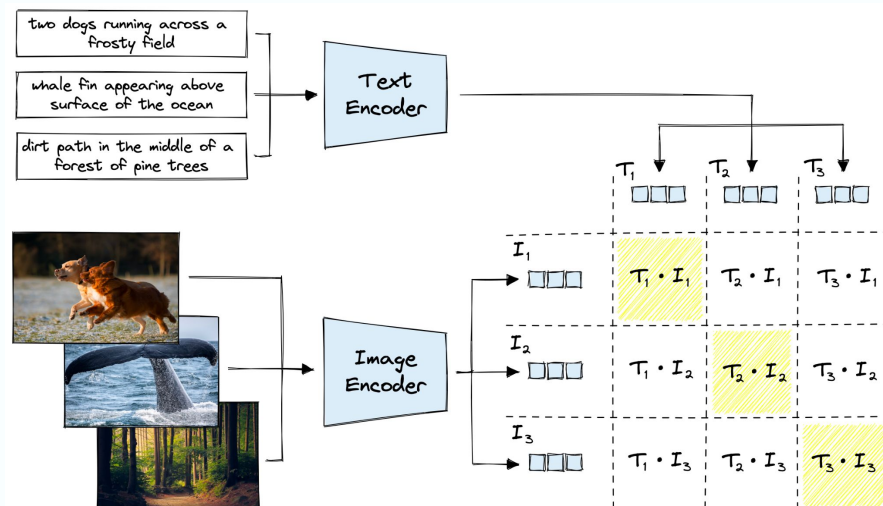 two dogs running across a
frosty field
whale fin appearing above
surface of the ocean
dirt path in the middle of a
forest of pine trees
Text
Encoder
T₁ T₂ T₃
I₁
T₁ · I₁ T₂ · I₁ T₃ · I₁
Image
Encoder
I₂
T₁ · I₂ T₂ · I₂ T₃ · I₂
I₃
T₁ · I₃ T₂ · I₃ T₃ · I₃